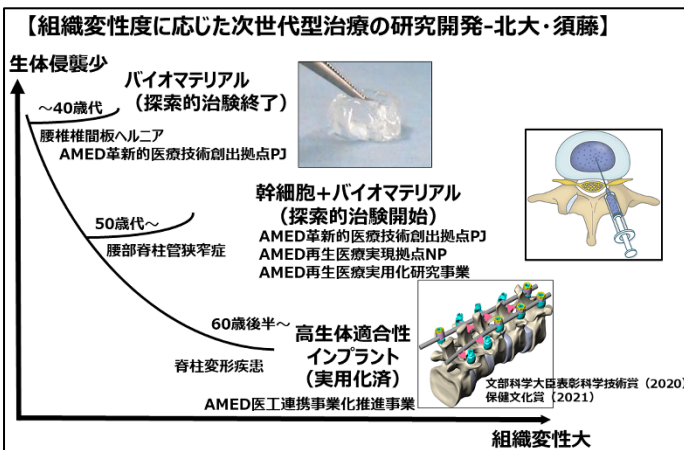 【組織変性度に応じた次世代型治療の研究開発-北大・須藤】
生体侵襲少
バイオマテリアル
（探索的治験終了）
～40歳代
腰椎椎間板ヘルニア
AMED革新的医療技術創出拠点PJ
幹細胞+バイオマテリアル
（探索的治験開始）
50歳代～
AMED革新的医療技術創出拠点PJ
腰部脊柱管狭窄症
AMED再生医療実現拠点NP
AMED再生医療実用化研究事業
60歳後半～
高生体適合性
インプラント
（実用化済）
脊柱変形疾患
AMED医工連携事業化推進事業
文部科学大臣表彰科学技術賞（2020）
保健文化賞（2021）
組織変性大